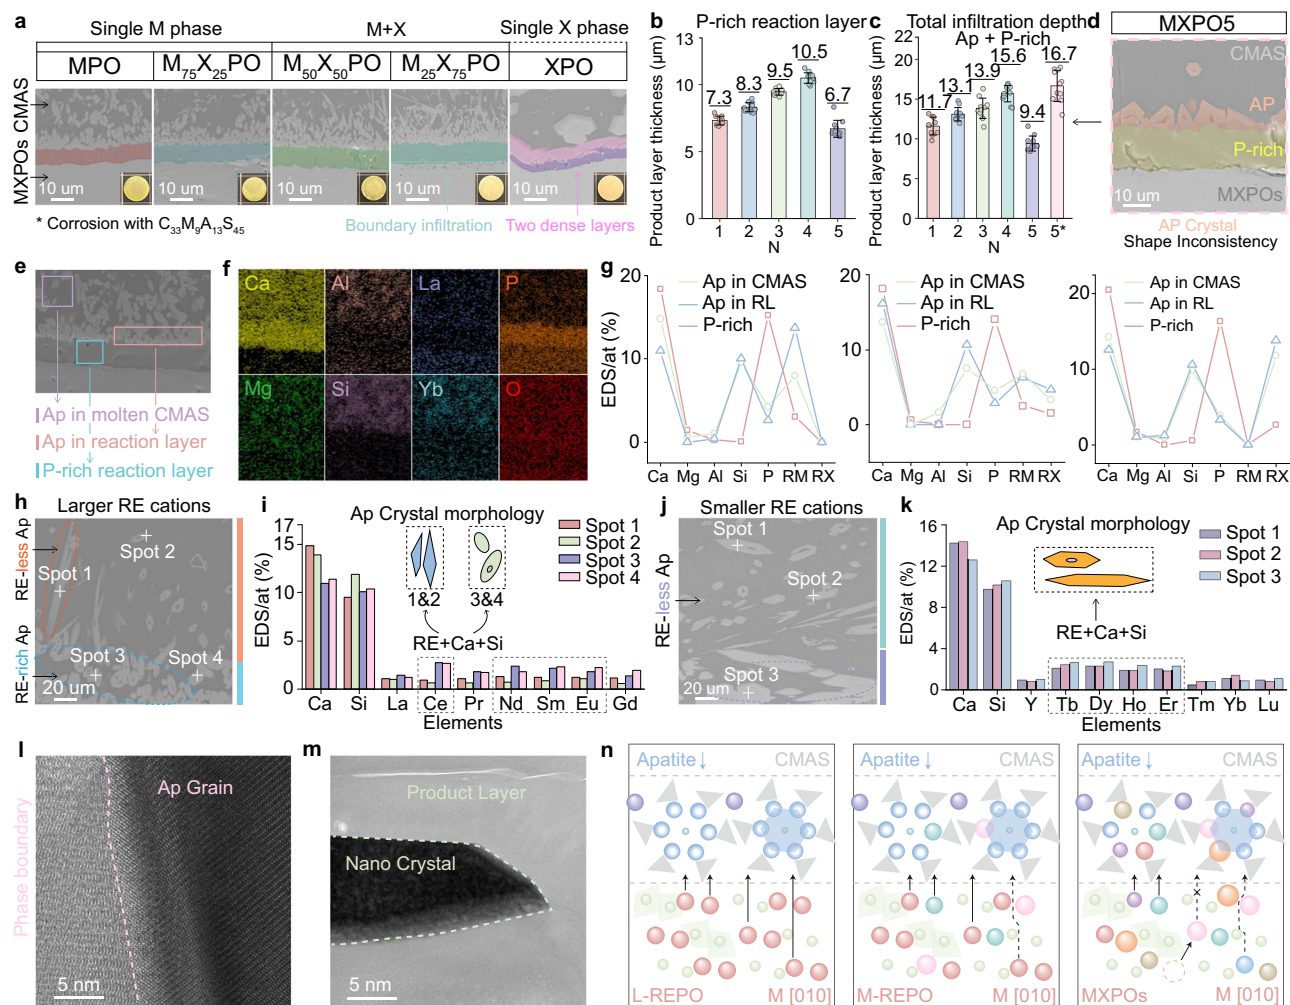 a
Single M phase
M+X
Single X phase
MPO
M₇₅X₂₅PO
M₅₀X₅₀PO
M₂₅X₇₅PO
XPO
MXPOs CMAS
10 um
10 um
10 um
10 um
10 um
* Corrosion with C₃₃M₉A₁₃S₄₅
Boundary infiltration
Two dense layers
b
P-rich reaction layer
Product layer thickness (μm)
13
10
5
0
7.3
8.3
9.5
10.5
6.7
1 2 3 4 5
N
c
Total infiltration depth
Ap + P-rich
Product layer thickness (μm)
22
20
15
10
5
0
11.7
13.1
13.9
15.6
9.4
16.7
1 2 3 4 5 5*
N
d
MXPO5
CMAS
AP
P-rich
MXPOs
10 um
AP Crystal
Shape Inconsistency
e
Ap in molten CMAS
Ap in reaction layer
P-rich reaction layer
f
Ca
Al
La
P
Mg
Si
Yb
O
g
EDS/at (%)
20
10
0
Ap in CMAS
Ap in RL
P-rich
Ca Mg Al Si P RM RX
20
10
0
Ap in CMAS
Ap in RL
P-rich
Ca Mg Al Si P RM RX
20
10
0
Ap in CMAS
Ap in RL
P-rich
Ca Mg Al Si P RM RX
h
Larger RE cations
RE-less Ap
RE-rich Ap
Spot 1
Spot 2
Spot 3
Spot 4
20 um
i
Ap Crystal morphology
EDS/at (%)
17
15
10
5
0
1&2
3&4
RE+Ca+Si
Spot 1
Spot 2
Spot 3
Spot 4
Ca Si La Ce Pr Nd Sm Eu Gd
Elements
j
Smaller RE cations
RE-less Ap
Spot 1
Spot 2
Spot 3
20 um
k
Ap Crystal morphology
EDS/at (%)
16
12
8
4
0
RE+Ca+Si
Spot 1
Spot 2
Spot 3
Ca Si Y Tb Dy Ho Er Tm Yb Lu
Elements
l
Phase boundary
Ap Grain
5 nm
m
Product Layer
Nano Crystal
5 nm
n
Apatite↓
CMAS
L-REPO
M [010]
Apatite↓
CMAS
M-REPO
M [010]
Apatite↓
CMAS
×
MXPOs
M [010]